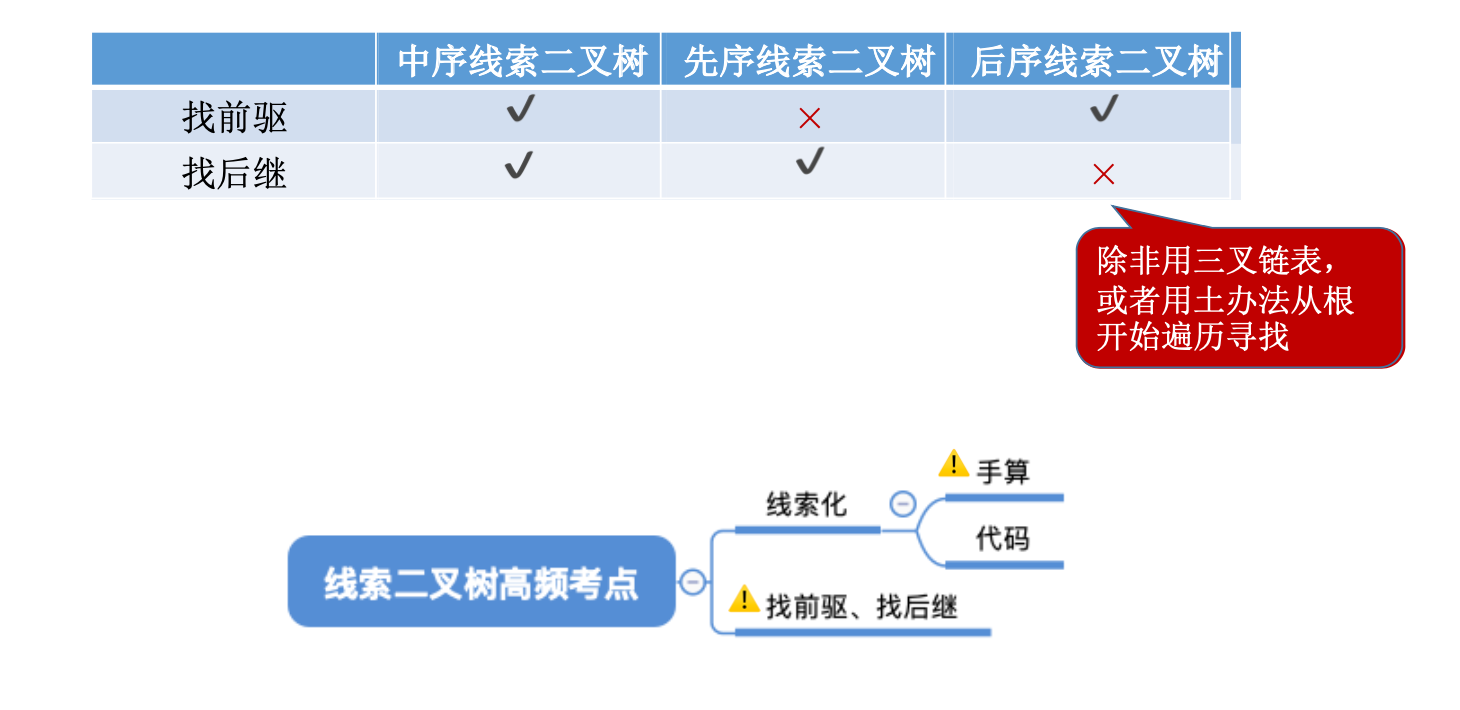 中序线索二叉树 先序线索二叉树 后序线索二叉树
找前驱 ✔ × ✔
找后继 ✔ ✔ ×
除非用三叉链表，
或者用土办法从根
开始遍历寻找
手算
线索化
代码
线索二叉树高频考点
找前驱、找后继